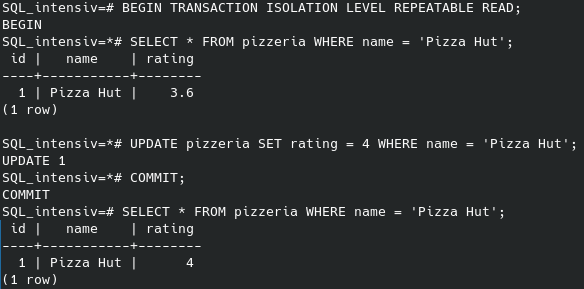 SQL_intensiv=# BEGIN TRANSACTION ISOLATION LEVEL REPEATABLE READ;
BEGIN
SQL_intensiv=*# SELECT * FROM pizzeria WHERE name = 'Pizza Hut';
 id |   name    | rating
----+-----------+--------
  1 | Pizza Hut |    3.6
(1 row)

SQL_intensiv=*# UPDATE pizzeria SET rating = 4 WHERE name = 'Pizza Hut';
UPDATE 1
SQL_intensiv=*# COMMIT;
COMMIT
SQL_intensiv=# SELECT * FROM pizzeria WHERE name = 'Pizza Hut';
 id |   name    | rating
----+-----------+--------
  1 | Pizza Hut |      4
(1 row)